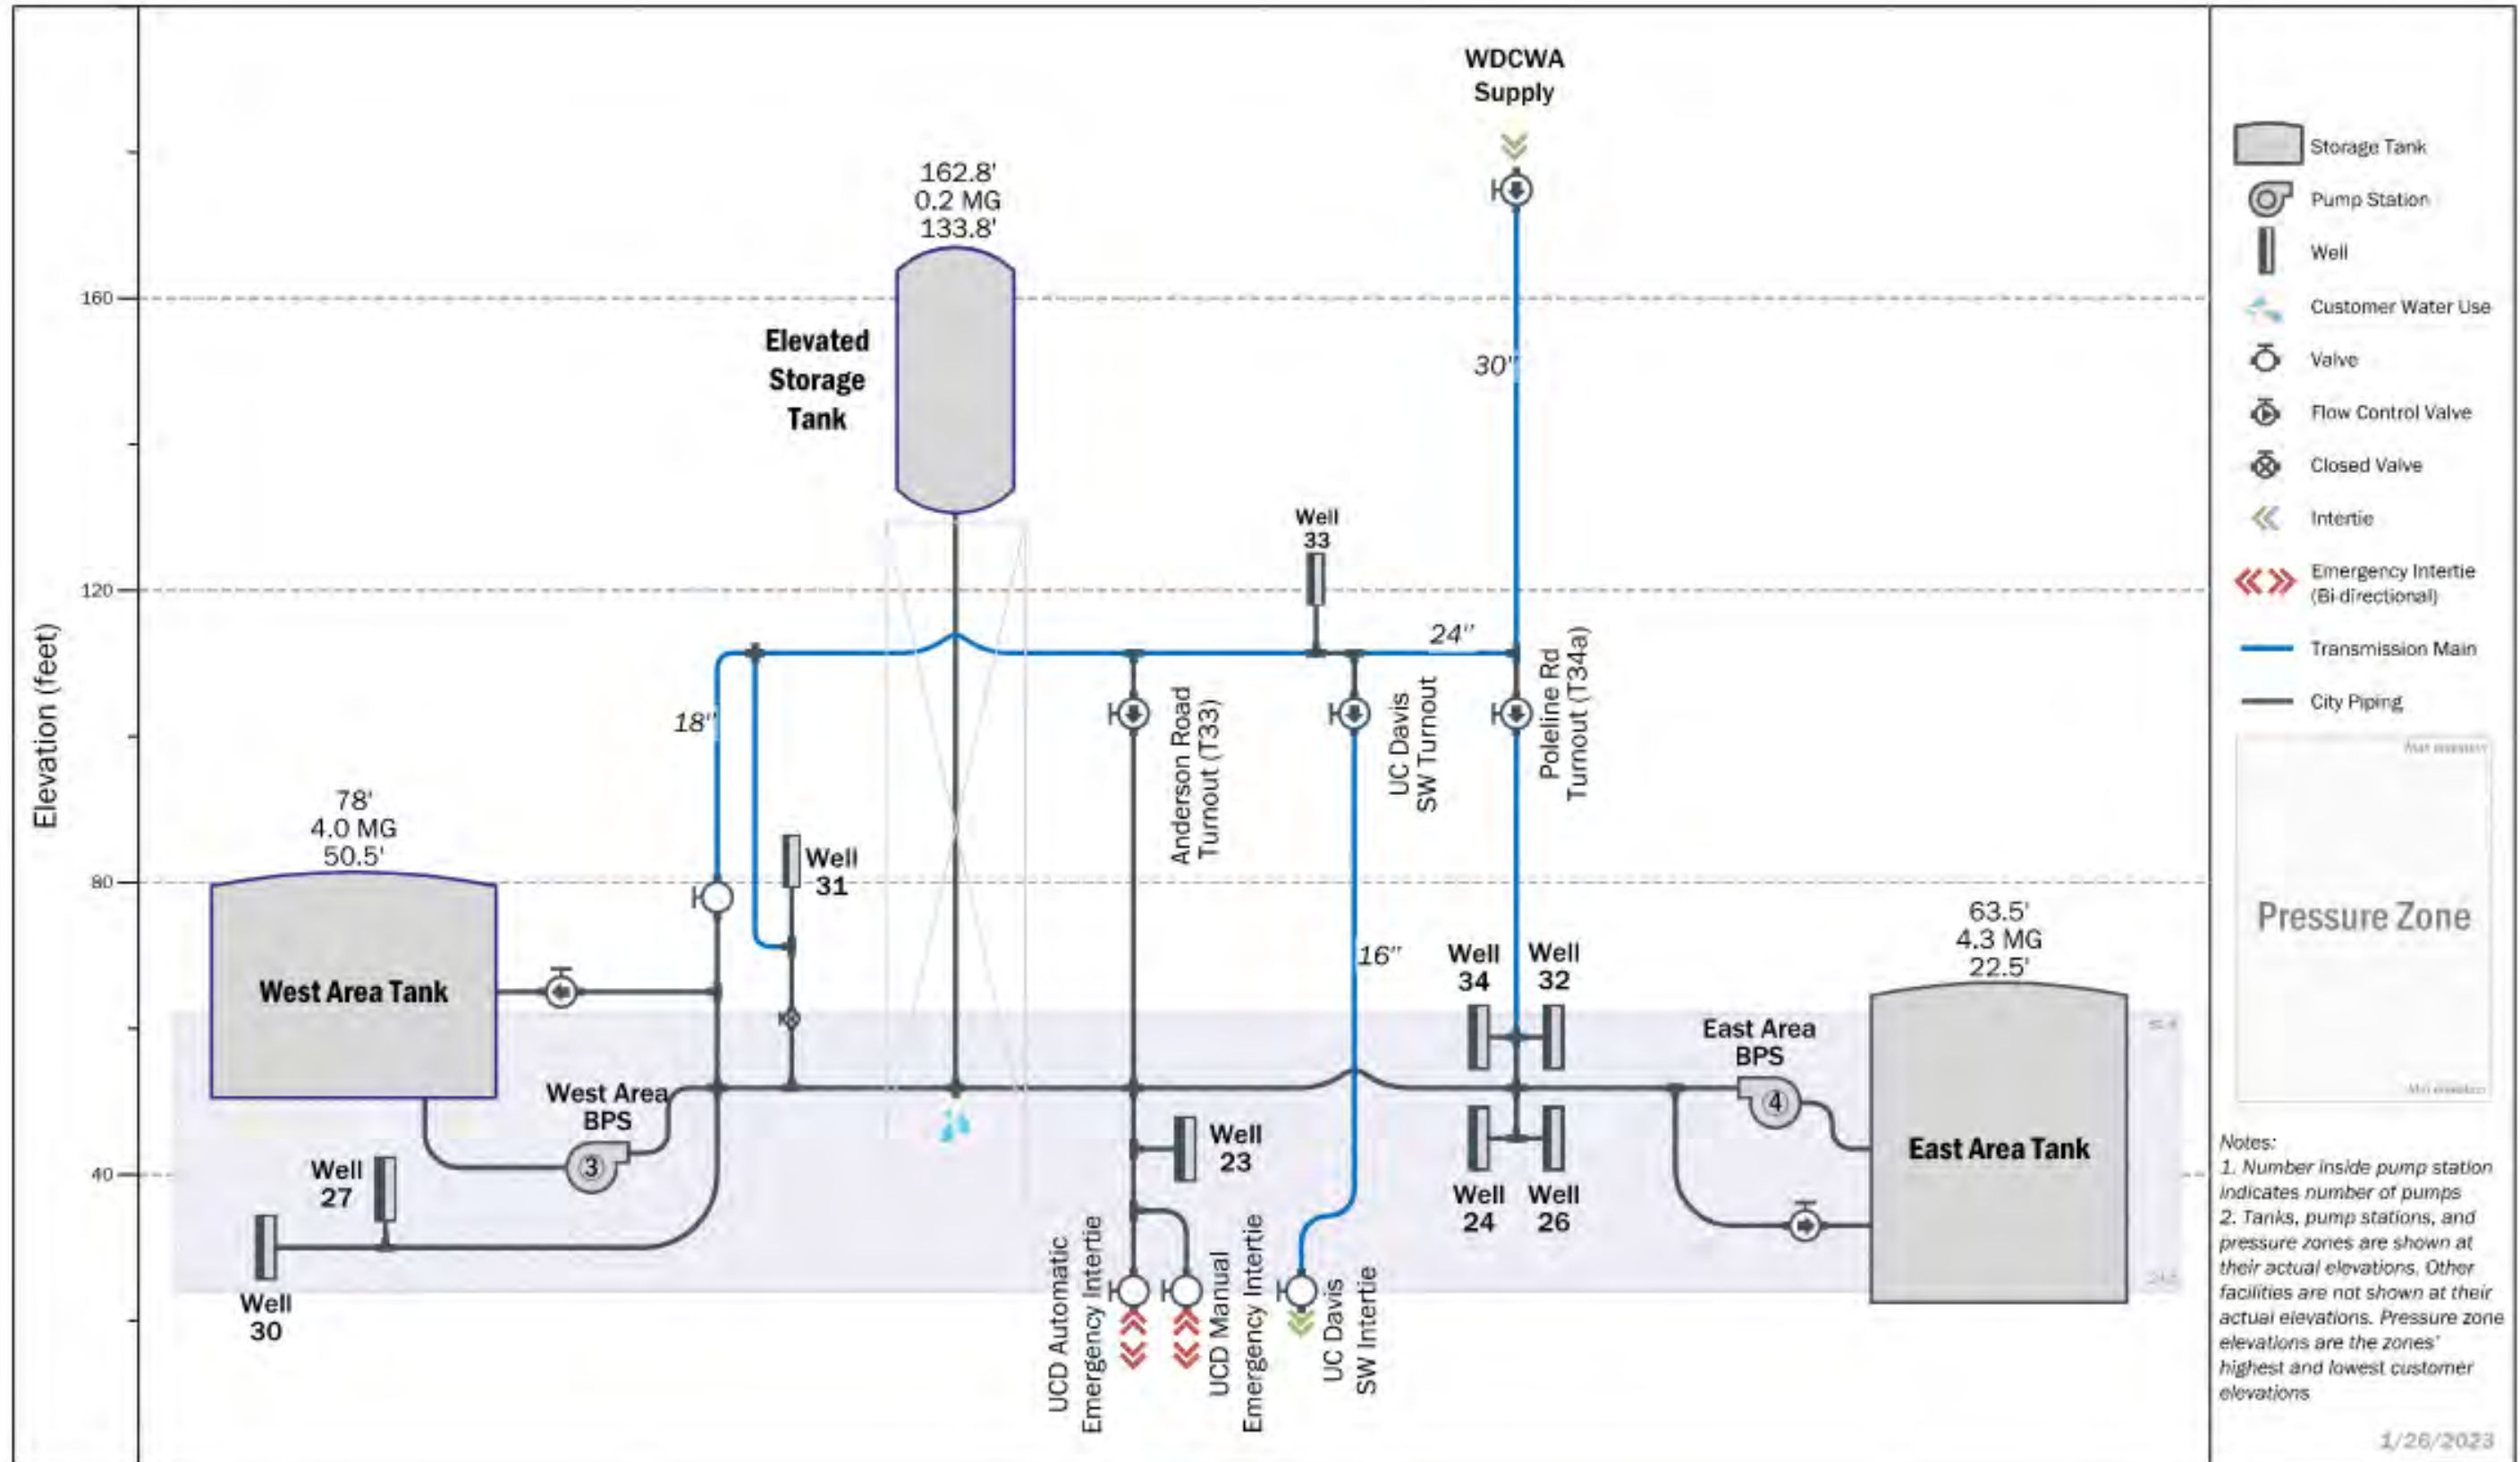 WDCWA
Supply
162.8'
0.2 MG
133.8'
160
Elevated
Storage
Tank
30"
Well
33
120
24"
18"
Elevation (feet)
Anderson Road
Turnout (T33)
UC Davis
SW Turnout
Poleline Rd
Turnout (T34a)
78'
4.0 MG
50.5'
80
Well
31
West Area Tank
16"
Well
34
Well
32
63.5'
4.3 MG
22.5'
East Area
BPS
4
East Area Tank
West Area
BPS
3
Well
23
40
Well
27
Well
24
Well
26
Well
30
UCD Automatic
Emergency Intertie
UCD Manual
Emergency Intertie
UC Davis
SW Intertie
Storage Tank
Pump Station
Well
Customer Water Use
Valve
Flow Control Valve
Closed Valve
Intertie
Emergency Intertie
(Bi-directional)
Transmission Main
City Piping
Max elevation
Pressure Zone
Min elevation
Notes:
1. Number inside pump station
indicates number of pumps
2. Tanks, pump stations, and
pressure zones are shown at
their actual elevations. Other
facilities are not shown at their
actual elevations. Pressure zone
elevations are the zones'
highest and lowest customer
elevations
1/26/2023